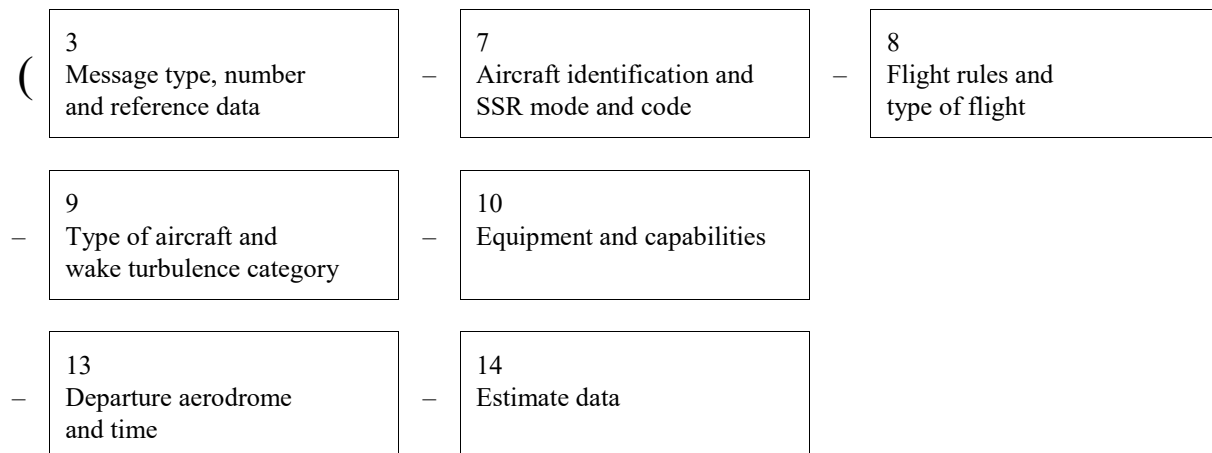 (
3
Message type, number
and reference data
–
7
Aircraft identification and
SSR mode and code
–
8
Flight rules and
type of flight
–
9
Type of aircraft and
wake turbulence category
–
10
Equipment and capabilities
–
13
Departure aerodrome
and time
–
14
Estimate data